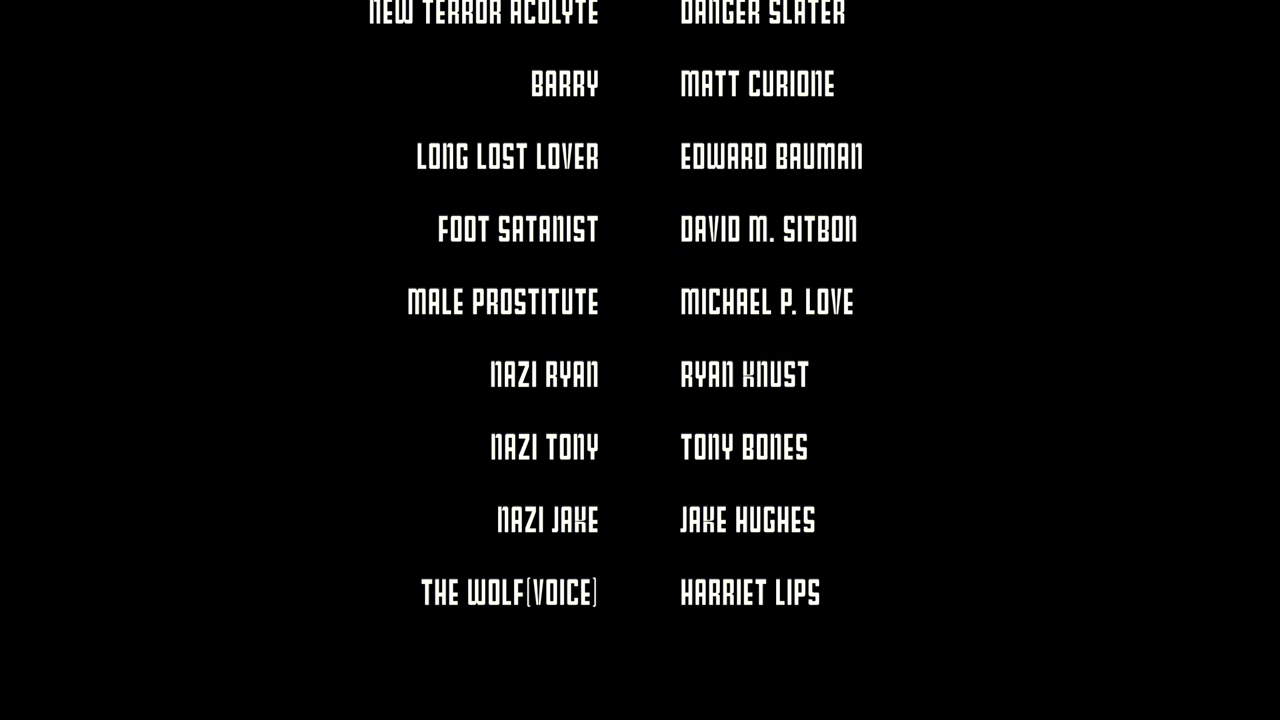 NEW TERROR ACOLYTE DANGER SLATER
BARRY MATT CURIONE
LONG LOST LOVER EDWARD BAUMAN
FOOT SATANIST DAVID M. SITBON
MALE PROSTITUTE MICHAEL P. LOVE
NAZI RYAN RYAN KNUST
NAZI TONY TONY BONES
NAZI JAKE JAKE HUGHES
THE WOLF(VOICE) HARRIET LIPS